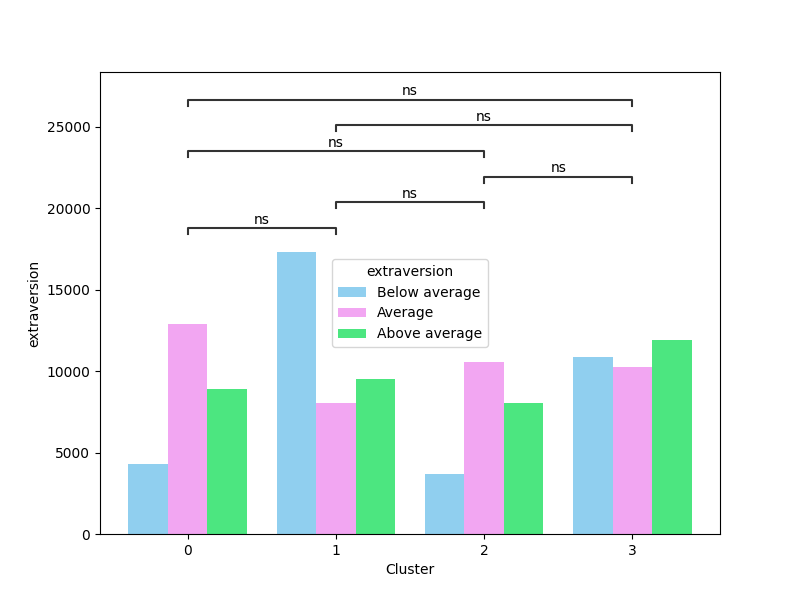 ns
ns
ns
ns
ns
ns
25000
20000
15000
10000
5000
0
extraversion
extraversion
Below average
Average
Above average
0 1 2 3
Cluster